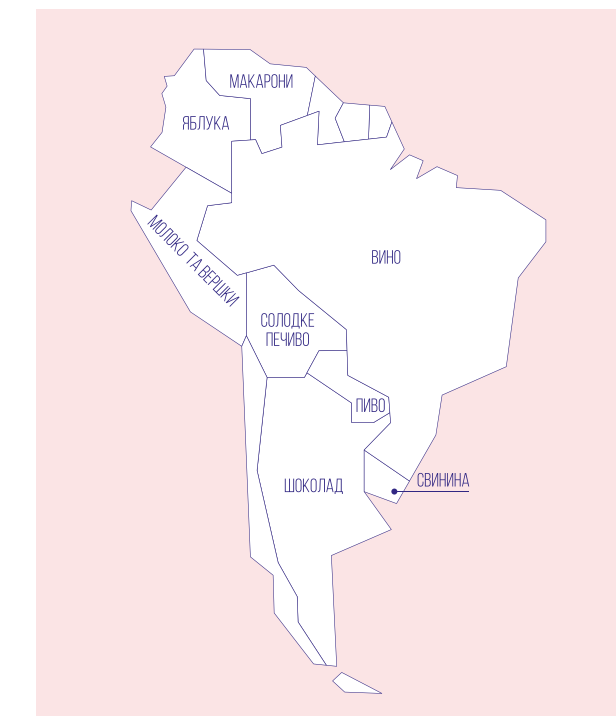 МАКАРОНИ
ЯБЛУКА
МОЛОКО ТА ВЕРШКИ
ВИНО
СОЛОДКЕ
ПЕЧИВО
ПИВО
СВИНИНА
ШОКОЛАД